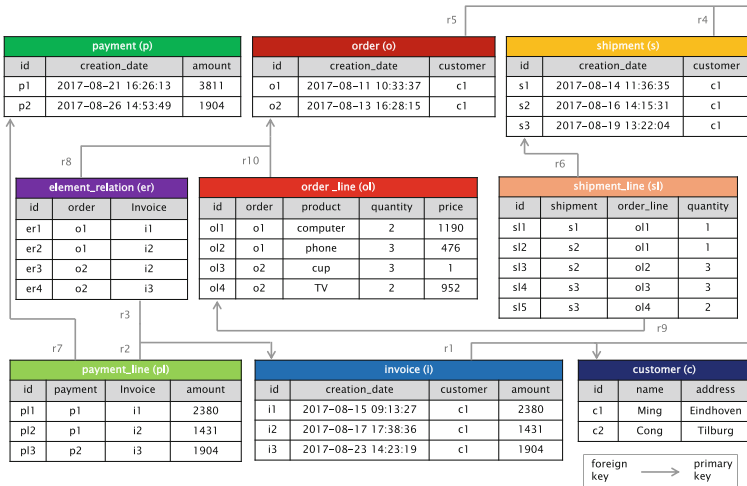 r5
r4
payment (p)
id creation_date amount
p1 2017-08-21 16:26:13 3811
p2 2017-08-26 14:53:49 1904
order (o)
id creation_date customer
o1 2017-08-11 10:33:37 c1
o2 2017-08-13 16:28:15 c1
shipment (s)
id creation_date customer
s1 2017-08-14 11:36:35 c1
s2 2017-08-16 14:15:31 c1
s3 2017-08-19 13:22:04 c1
r8
r10
r6
element_relation (er)
id order Invoice
er1 o1 i1
er2 o1 i2
er3 o2 i2
er4 o2 i3
order _line (ol)
id order product quantity price
ol1 o1 computer 2 1190
ol2 o1 phone 3 476
ol3 o2 cup 3 1
ol4 o2 TV 2 952
shipment_line (sl)
id shipment order_line quantity
sl1 s1 ol1 1
sl2 s2 ol1 1
sl3 s2 ol2 3
sl4 s3 ol3 3
sl5 s3 ol4 2
r3
r9
r7
r2
r1
payment_line (pl)
id payment Invoice amount
pl1 p1 i1 2380
pl2 p1 i2 1431
pl3 p2 i3 1904
invoice (i)
id creation_date customer amount
i1 2017-08-15 09:13:27 c1 2380
i2 2017-08-17 17:38:36 c1 1431
i3 2017-08-23 14:23:19 c1 1904
customer (c)
id name address
c1 Ming Eindhoven
c2 Cong Tilburg
foreign key
primary key